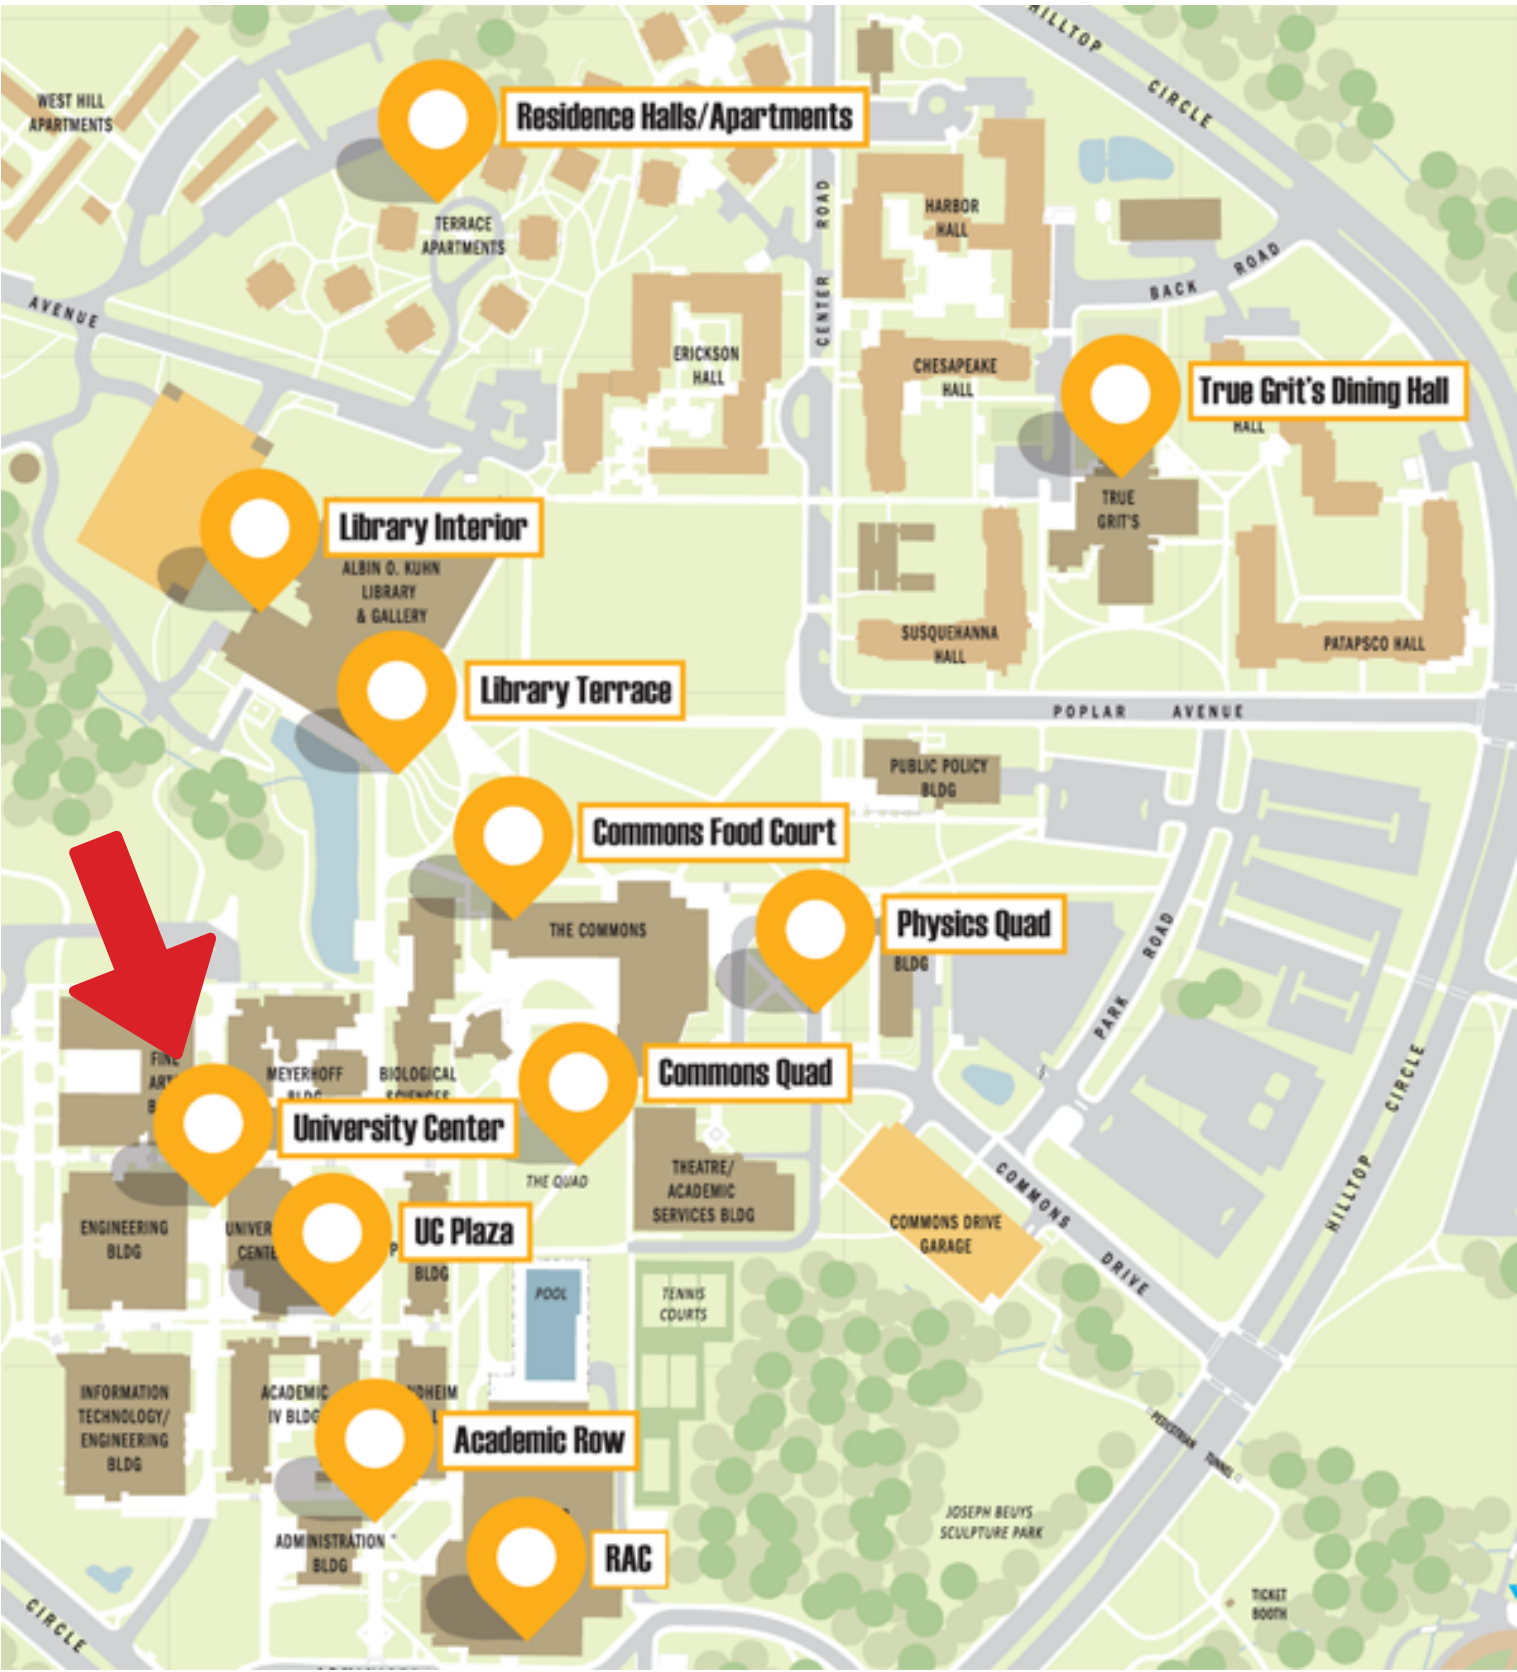 HILLTOP CIRCLE
WEST HILL
APARTMENTS
Residence Halls/Apartments
TERRACE
APARTMENTS
CENTER ROAD
HARBOR
HALL
BACK ROAD
AVENUE
ERICKSON
HALL
CHESAPEAKE
HALL
True Grit's Dining Hall
HALL
TRUE
GRIT'S
Library Interior
ALBIN O. KUHN
LIBRARY
& GALLERY
SUSQUEHANNA
HALL
PATAPSCO HALL
Library Terrace
POPLAR AVENUE
PUBLIC POLICY
BLDG
Commons Food Court
THE COMMONS
Physics Quad
BLDG
PARK ROAD
FINE
MEYERHOFF
BLDG
BIOLOGICAL
SCIENCES
Commons Quad
HILLTOP CIRCLE
University Center
THE QUAD
THEATRE/
ACADEMIC
SERVICES BLDG
COMMONS DRIVE
ENGINEERING
BLDG
UC Plaza
BLDG
COMMONS DRIVE
GARAGE
POOL
TENNIS
COURTS
INFORMATION
TECHNOLOGY/
ENGINEERING
BLDG
ACADEMIC
IV BLDG
Academic Row
PEDESTRIAN TUNNEL
ADMINISTRATION
BLDG
RAC
JOSEPH BEUYS
SCULPTURE PARK
TICKET
BOOTH
CIRCLE